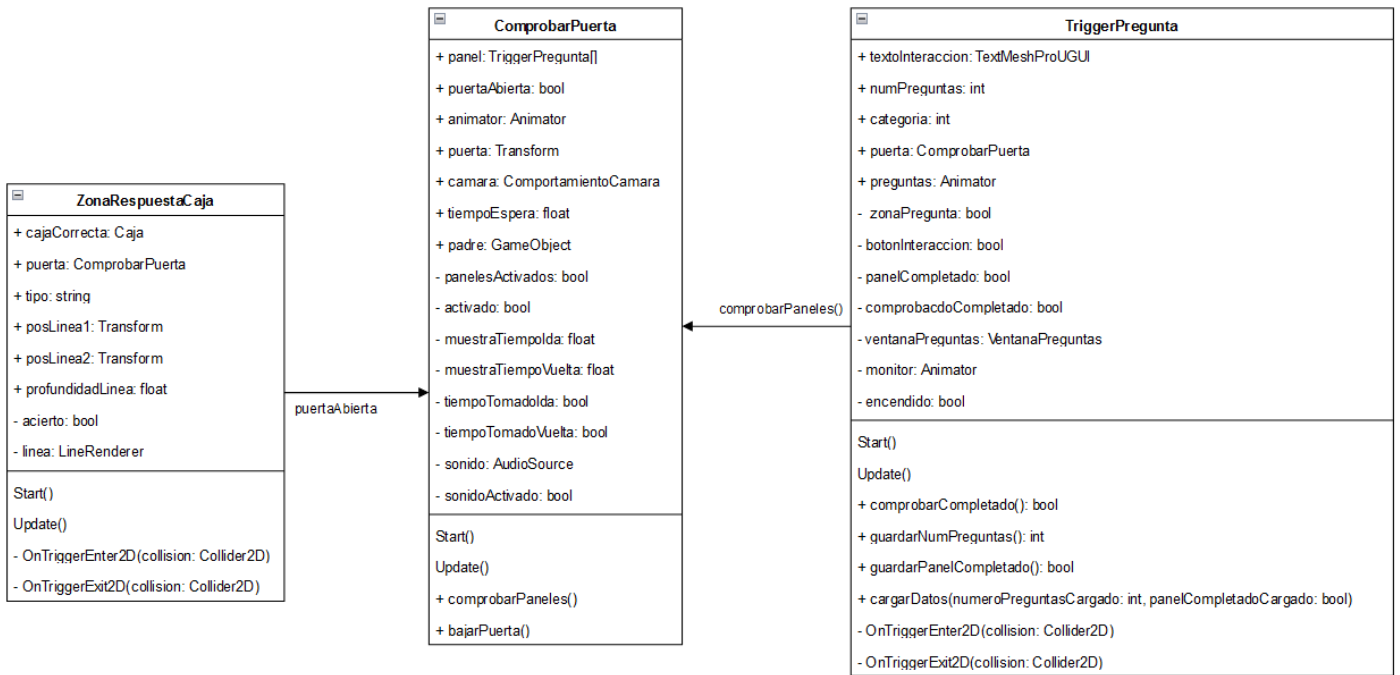 ZonaRespuestaCaja
+ cajaCorrecta: Caja
+ puerta: ComprobarPuerta
+ tipo: string
+ posLinea1: Transform
+ posLinea2: Transform
+ profundidadLinea: float
- acierto: bool
- linea: LineRenderer
Start()
Update()
- OnTriggerEnter2D(collision: Collider2D)
- OnTriggerExit2D(collision: Collider2D)
puertaAbierta
ComprobarPuerta
+ panel: TriggerPregunta[]
+ puertaAbierta: bool
+ animator: Animator
+ puerta: Transform
+ camara: ComportamientoCamara
+ tiempoEspera: float
+ padre: GameObject
- panelesActivados: bool
- activado: bool
- muestraTiempoIda: float
- muestraTiempoVuelta: float
- tiempoTomadoIda: bool
- tiempoTomadoVuelta: bool
- sonido: AudioSource
- sonidoActivado: bool
Start()
Update()
+ comprobarPaneles()
+ bajarPuerta()
comprobarPaneles()
TriggerPregunta
+ textoInteraccion: TextMeshProUGUI
+ numPreguntas: int
+ categoria: int
+ puerta: ComprobarPuerta
+ preguntas: Animator
- zonaPregunta: bool
- botonInteraccion: bool
- panelCompletado: bool
- comprobacdoCompletado: bool
- ventanaPreguntas: VentanaPreguntas
- monitor: Animator
- encendido: bool
Start()
Update()
+ comprobarCompletado(): bool
+ guardarNumPreguntas(): int
+ guardarPanelCompletado(): bool
+ cargarDatos(numeroPreguntasCargado: int, panelCompletadoCargado: bool)
- OnTriggerEnter2D(collision: Collider2D)
- OnTriggerExit2D(collision: Collider2D)